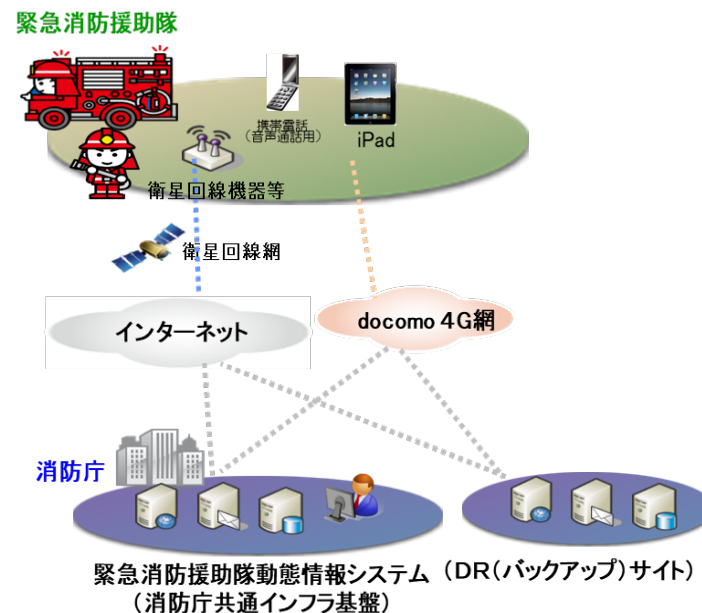 緊急消防援助隊
携帯電話
（音声通話用）
iPad
衛星回線機器等
衛星回線網
インターネット
docomo 4G網
消防庁
緊急消防援助隊動態情報システム
（消防庁共通インフラ基盤）
（DR（バックアップ）サイト）